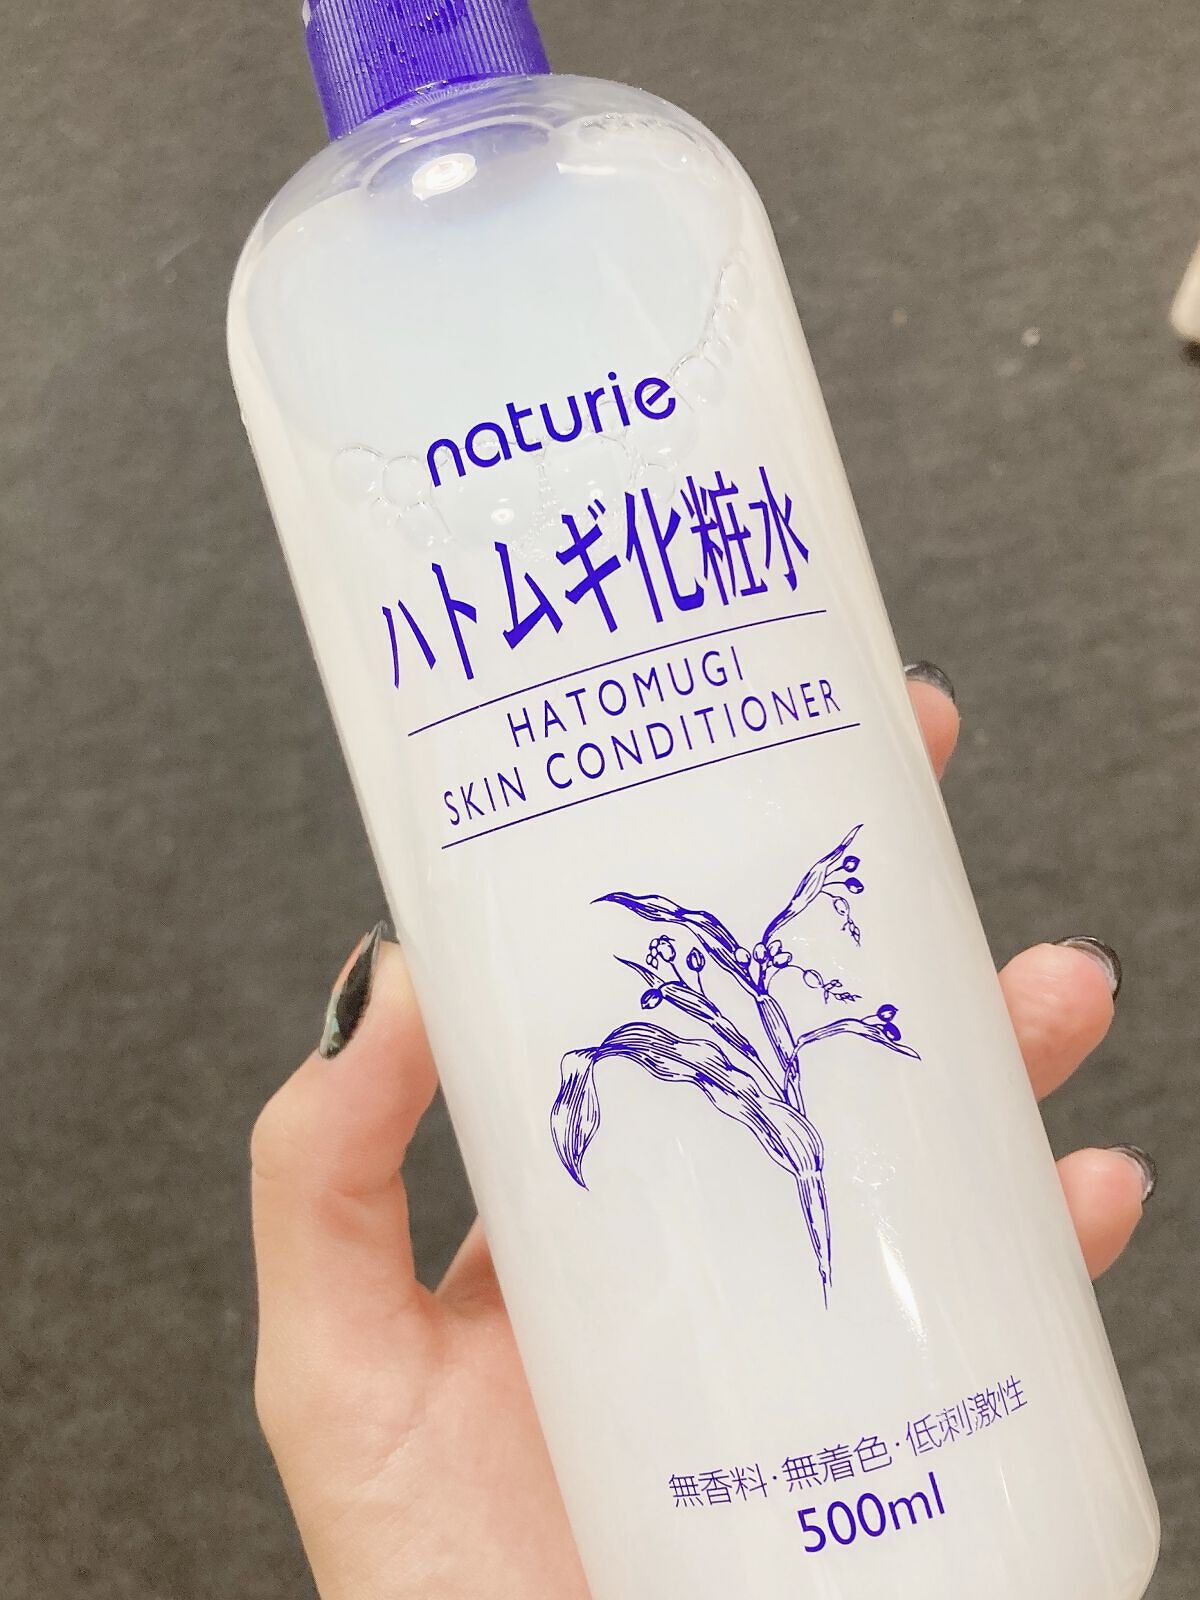 naturie
ハトムギ化粧水
HATOMUGI
SKIN CONDITIONER
無香料・無着色・低刺激性
500ml